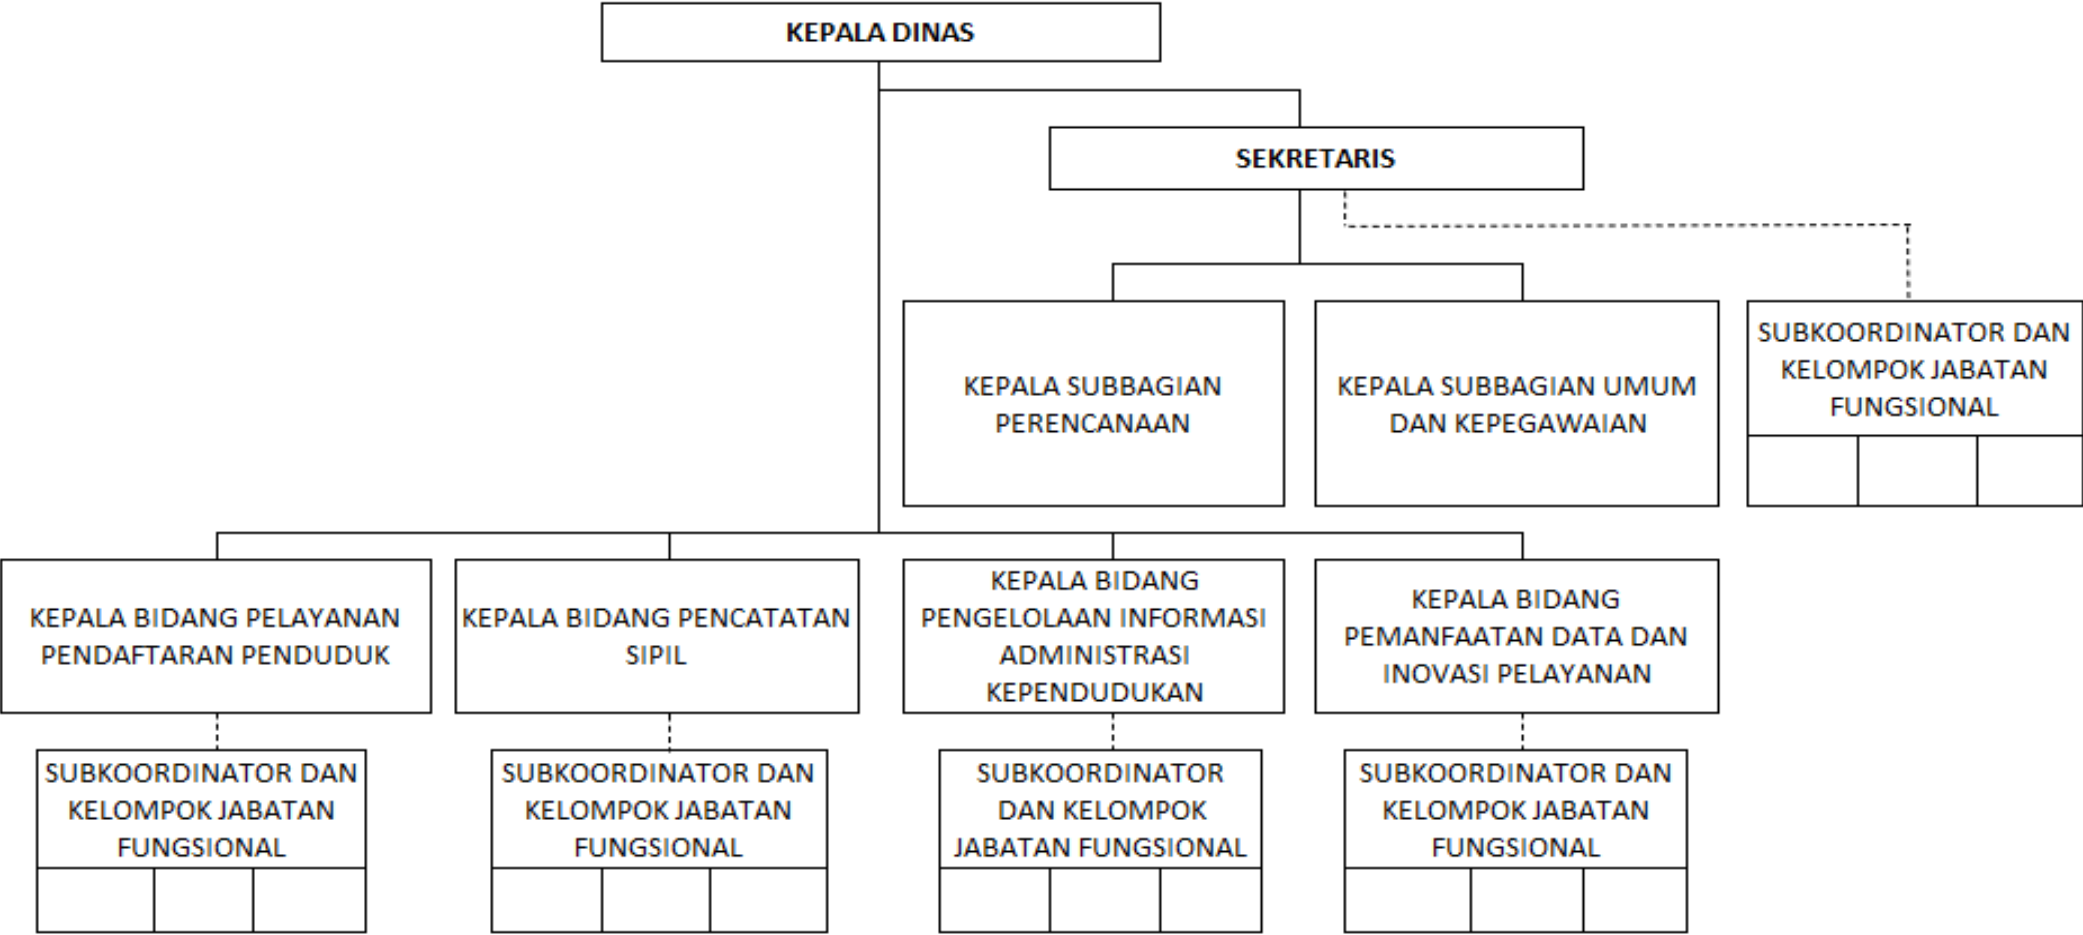 KEPALA DINAS
SEKRETARIS
KEPALA SUBBAGIAN
PERENCANAAN
KEPALA SUBBAGIAN UMUM
DAN KEPEGAWAIAN
SUBKOORDINATOR DAN
KELOMPOK JABATAN
FUNGSIONAL
KEPALA BIDANG PELAYANAN
PENDAFTARAN PENDUDUK
KEPALA BIDANG PENCATATAN
SIPIL
KEPALA BIDANG
PENGELOLAAN INFORMASI
ADMINISTRASI
KEPENDUDUKAN
KEPALA BIDANG
PEMANFAATAN DATA DAN
INOVASI PELAYANAN
SUBKOORDINATOR DAN
KELOMPOK JABATAN
FUNGSIONAL
SUBKOORDINATOR DAN
KELOMPOK JABATAN
FUNGSIONAL
SUBKOORDINATOR
DAN KELOMPOK
JABATAN FUNGSIONAL
SUBKOORDINATOR DAN
KELOMPOK JABATAN
FUNGSIONAL